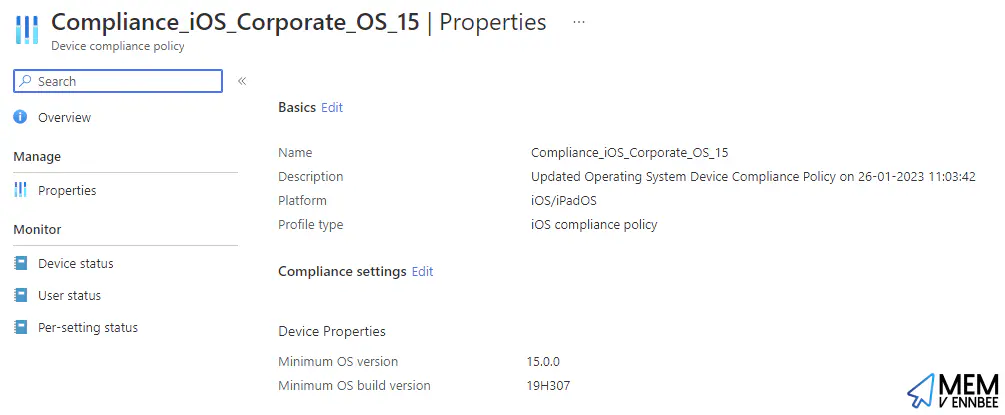 Compliance_iOS_Corporate_OS_15 | Properties ...
Device compliance policy
Search «
Overview
Manage
Properties
Monitor
Device status
User status
Per-setting status
Basics Edit
Name Compliance_iOS_Corporate_OS_15
Description Updated Operating System Device Compliance Policy on 26-01-2023 11:03:42
Platform iOS/iPadOS
Profile type iOS compliance policy
Compliance settings Edit
Device Properties
Minimum OS version 15.0.0
Minimum OS build version 19H307
MEM
V ENNBEE